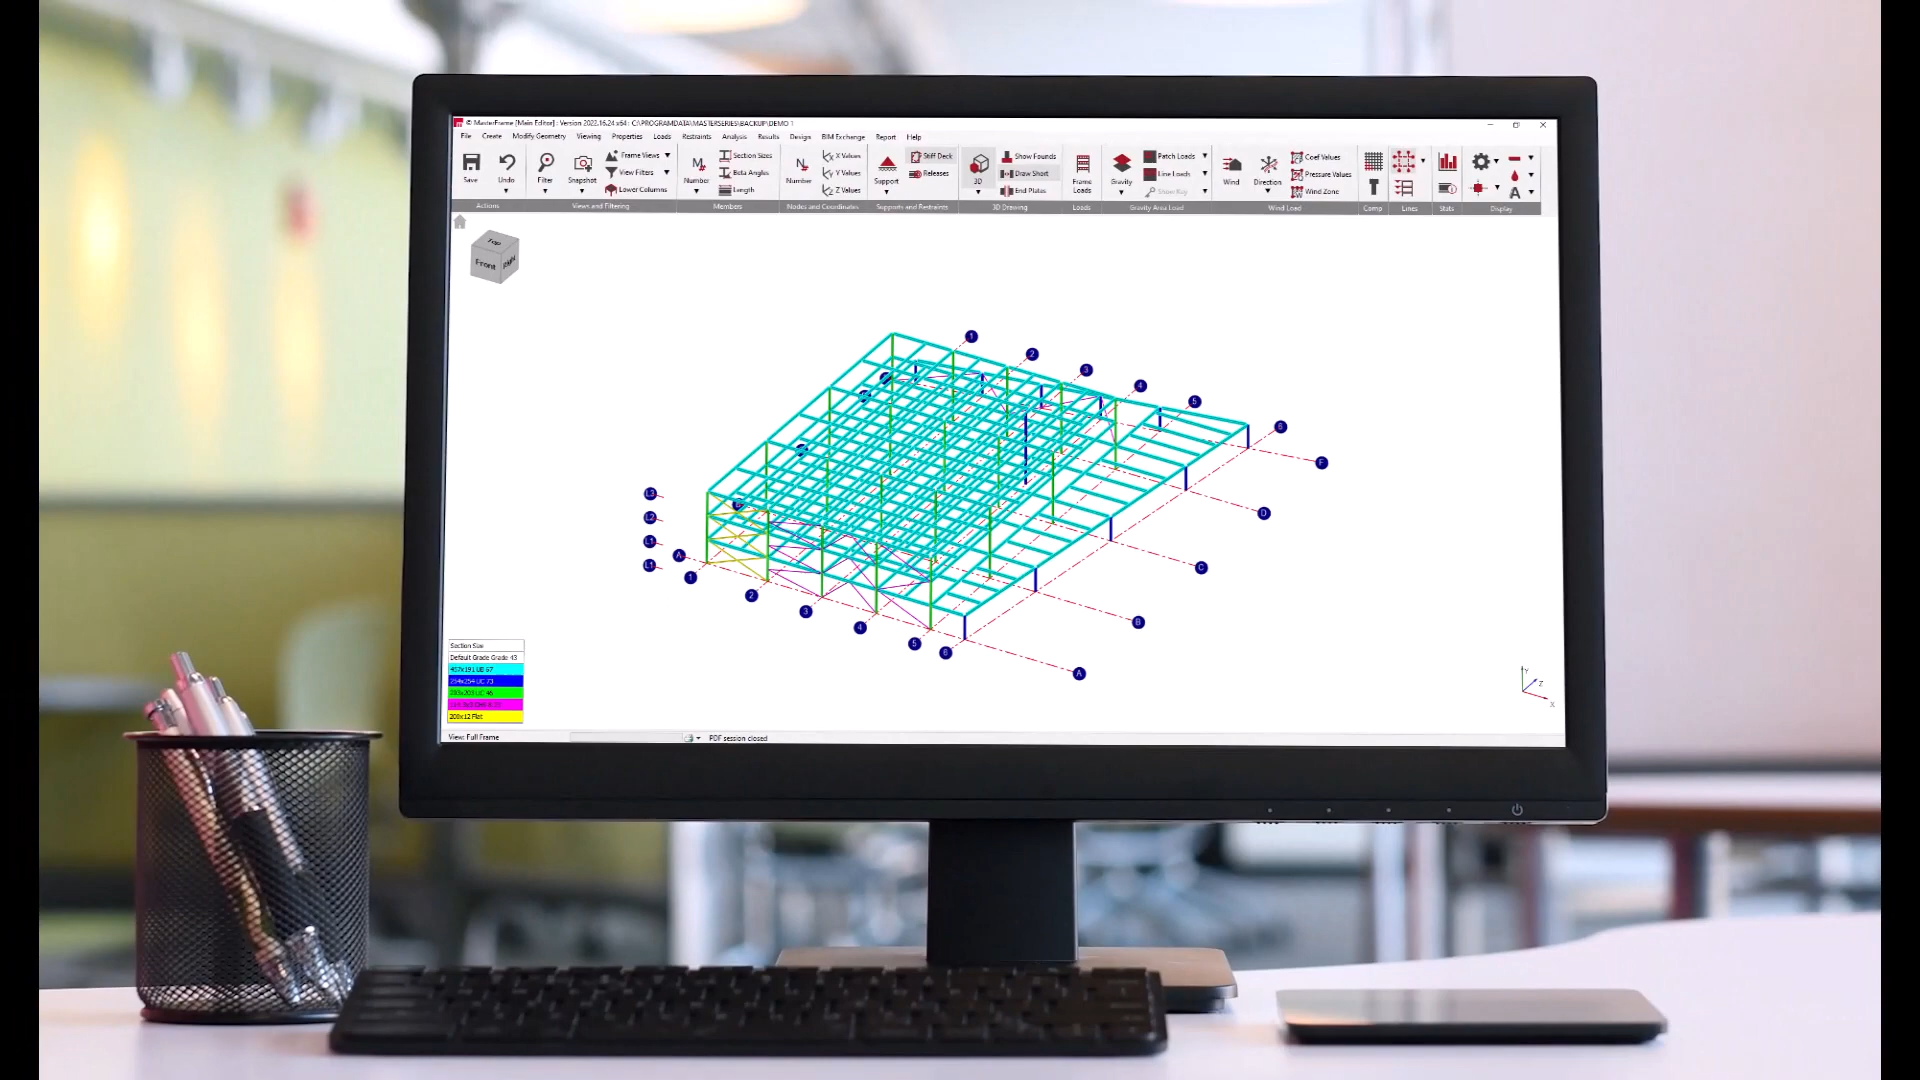 © MasterFrame [Main Editor] : Version 2022.16.24 x64 : C:\PROGRAMDATA\MASTERSERIES\BACKUP\DEMO 1
File Create Modify Geometry Viewing Properties Loads Restraints Analysis Results Design BIM Exchange Report Help
Frame Views Section Sizes X Values Stiff Deck Show Founds Patch Loads Coef Values
View Filters Beta Angles Y Values Releases Draw Short Line Loads Pressure Values
Save Undo Filter Snapshot Number Number Support 3D Frame Loads Gravity Wind Direction
Lower Columns Length Z Values End Plates Show Key Wind Zone
Actions Views and Filtering Members Nodes and Coordinates Supports and Restraints 3D Drawing Loads Gravity Area Load Wind Load Comp Lines Stats Display
Top
Front Right
1
2
3
4
5
6
F
L3
D
L2
L1
A
L1
C
1
2
3
B
4
5
6
A
Section Size
Default Grade Grade 43
457x191 UB 67
254x254 UC 73
203x203 UC 46
200x12 Flat
Y
Z
X
View: Full Frame PDF session closed